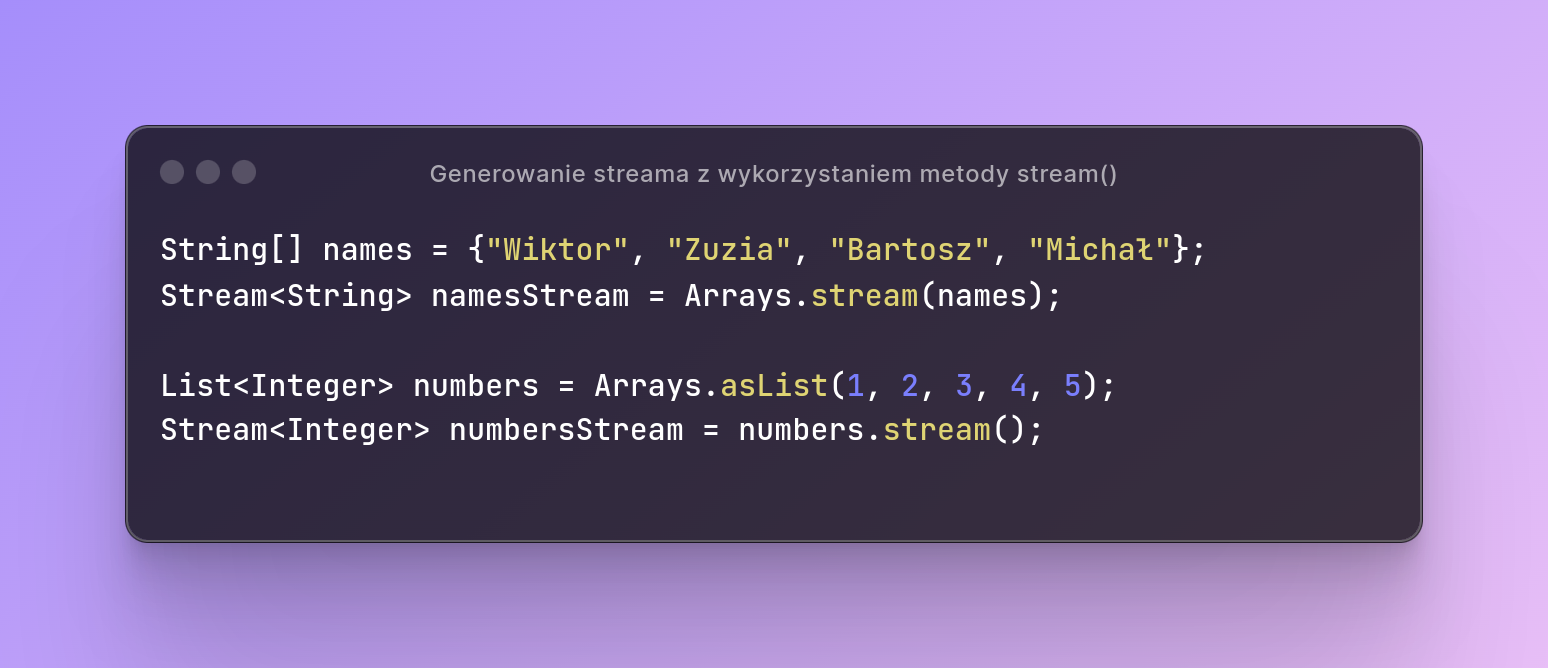 Generowanie streama z wykorzystaniem metody stream()
String[] names = {"Wiktor", "Zuzia", "Bartosz", "Michał"};
Stream<String> namesStream = Arrays.stream(names);
List<Integer> numbers = Arrays.asList(1, 2, 3, 4, 5);
Stream<Integer> numbersStream = numbers.stream();